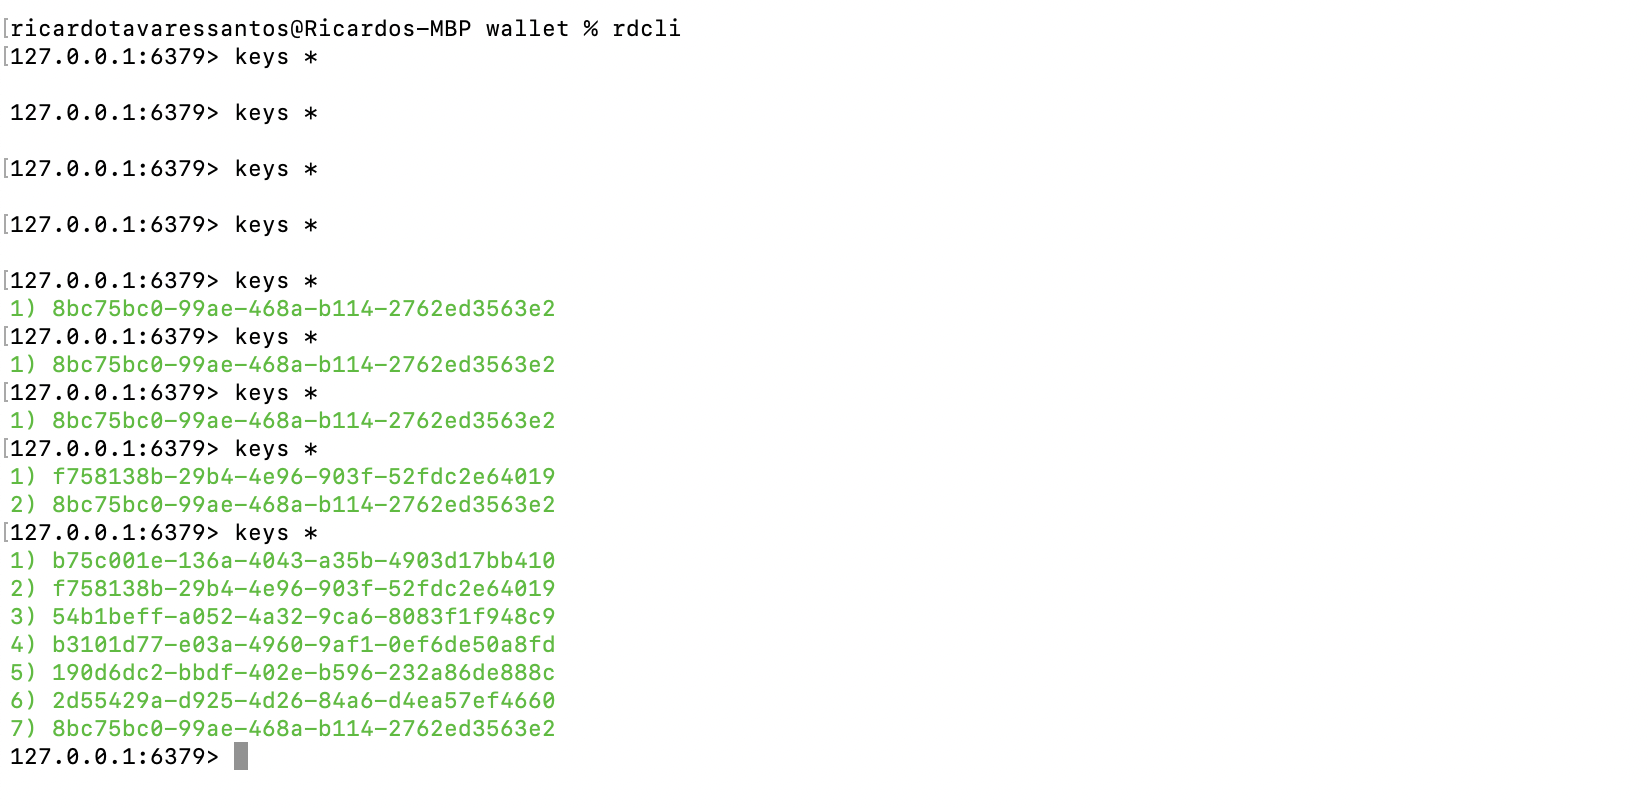 [ricardotavaressantos@Ricardos-MBP wallet % rdcli
[127.0.0.1:6379> keys *
127.0.0.1:6379> keys *
[127.0.0.1:6379> keys *
[127.0.0.1:6379> keys *
[127.0.0.1:6379> keys *
1) 8bc75bc0-99ae-468a-b114-2762ed3563e2
[127.0.0.1:6379> keys *
1) 8bc75bc0-99ae-468a-b114-2762ed3563e2
[127.0.0.1:6379> keys *
1) 8bc75bc0-99ae-468a-b114-2762ed3563e2
[127.0.0.1:6379> keys *
1) f758138b-29b4-4e96-903f-52fdc2e64019
2) 8bc75bc0-99ae-468a-b114-2762ed3563e2
[127.0.0.1:6379> keys *
1) b75c001e-136a-4043-a35b-4903d17bb410
2) f758138b-29b4-4e96-903f-52fdc2e64019
3) 54b1beff-a052-4a32-9ca6-8083f1f948c9
4) b3101d77-e03a-4960-9af1-0ef6de50a8fd
5) 190d6dc2-bbdf-402e-b596-232a86de888c
6) 2d55429a-d925-4d26-84a6-d4ea57ef4660
7) 8bc75bc0-99ae-468a-b114-2762ed3563e2
127.0.0.1:6379>